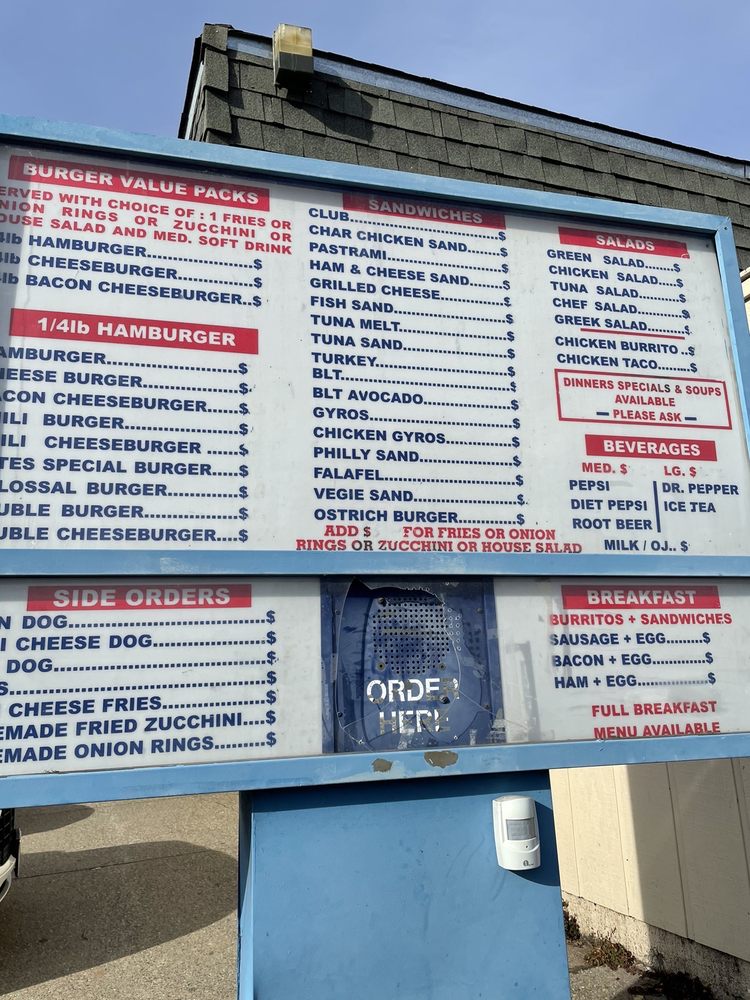 BURGER VALUE PACKS
ERVED WITH CHOICE OF : 1 FRIES OR
NION RINGS OR ZUCCHINI OR
OUSE SALAD AND MED. SOFT DRINK
lb HAMBURGER..................$
lb CHEESEBURGER.............$
lb BACON CHEESEBURGER..$
1/4lb HAMBURGER
AMBURGER.....................$
HEESE BURGER...............$
ACON CHEESEBURGER......$
ILI BURGER..................$
ILI CHEESEBURGER ......$
TES SPECIAL BURGER.....$
LOSSAL BURGER............$
UBLE BURGER...............$
UBLE CHEESEBURGER....$
SANDWICHES
CLUB............................$
CHAR CHICKEN SAND......$
PASTRAMI.....................$
HAM & CHEESE SAND......$
GRILLED CHEESE............$
FISH SAND....................$
TUNA MELT...................$
TUNA SAND...................$
TURKEY........................$
BLT..............................$
BLT AVOCADO................$
GYROS.........................$
CHICKEN GYROS.............$
PHILLY SAND.................$
FALAFEL.......................$
VEGIE SAND..................$
OSTRICH BURGER............$
ADD $ FOR FRIES OR ONION
RINGS OR ZUCCHINI OR HOUSE SALAD
SALADS
GREEN SALAD.......$
CHICKEN SALAD....$
TUNA SALAD........$
CHEF SALAD........$
GREEK SALAD.......$
CHICKEN BURRITO..$
CHICKEN TACO.......$
DINNERS SPECIALS & SOUPS
AVAILABLE
— PLEASE ASK —
BEVERAGES
MED. $ LG. $
PEPSI DR. PEPPER
DIET PEPSI ICE TEA
ROOT BEER
MILK / OJ.. $
SIDE ORDERS
N DOG..............................$
I CHEESE DOG.................$
DOG................................$
S.....................................$
CHEESE FRIES................$
EMADE FRIED ZUCCHINI....$
EMADE ONION RINGS........$
ORDER
HERE
BREAKFAST
BURRITOS + SANDWICHES
SAUSAGE + EGG.......$
BACON + EGG.........$
HAM + EGG............$
FULL BREAKFAST
MENU AVAILABLE